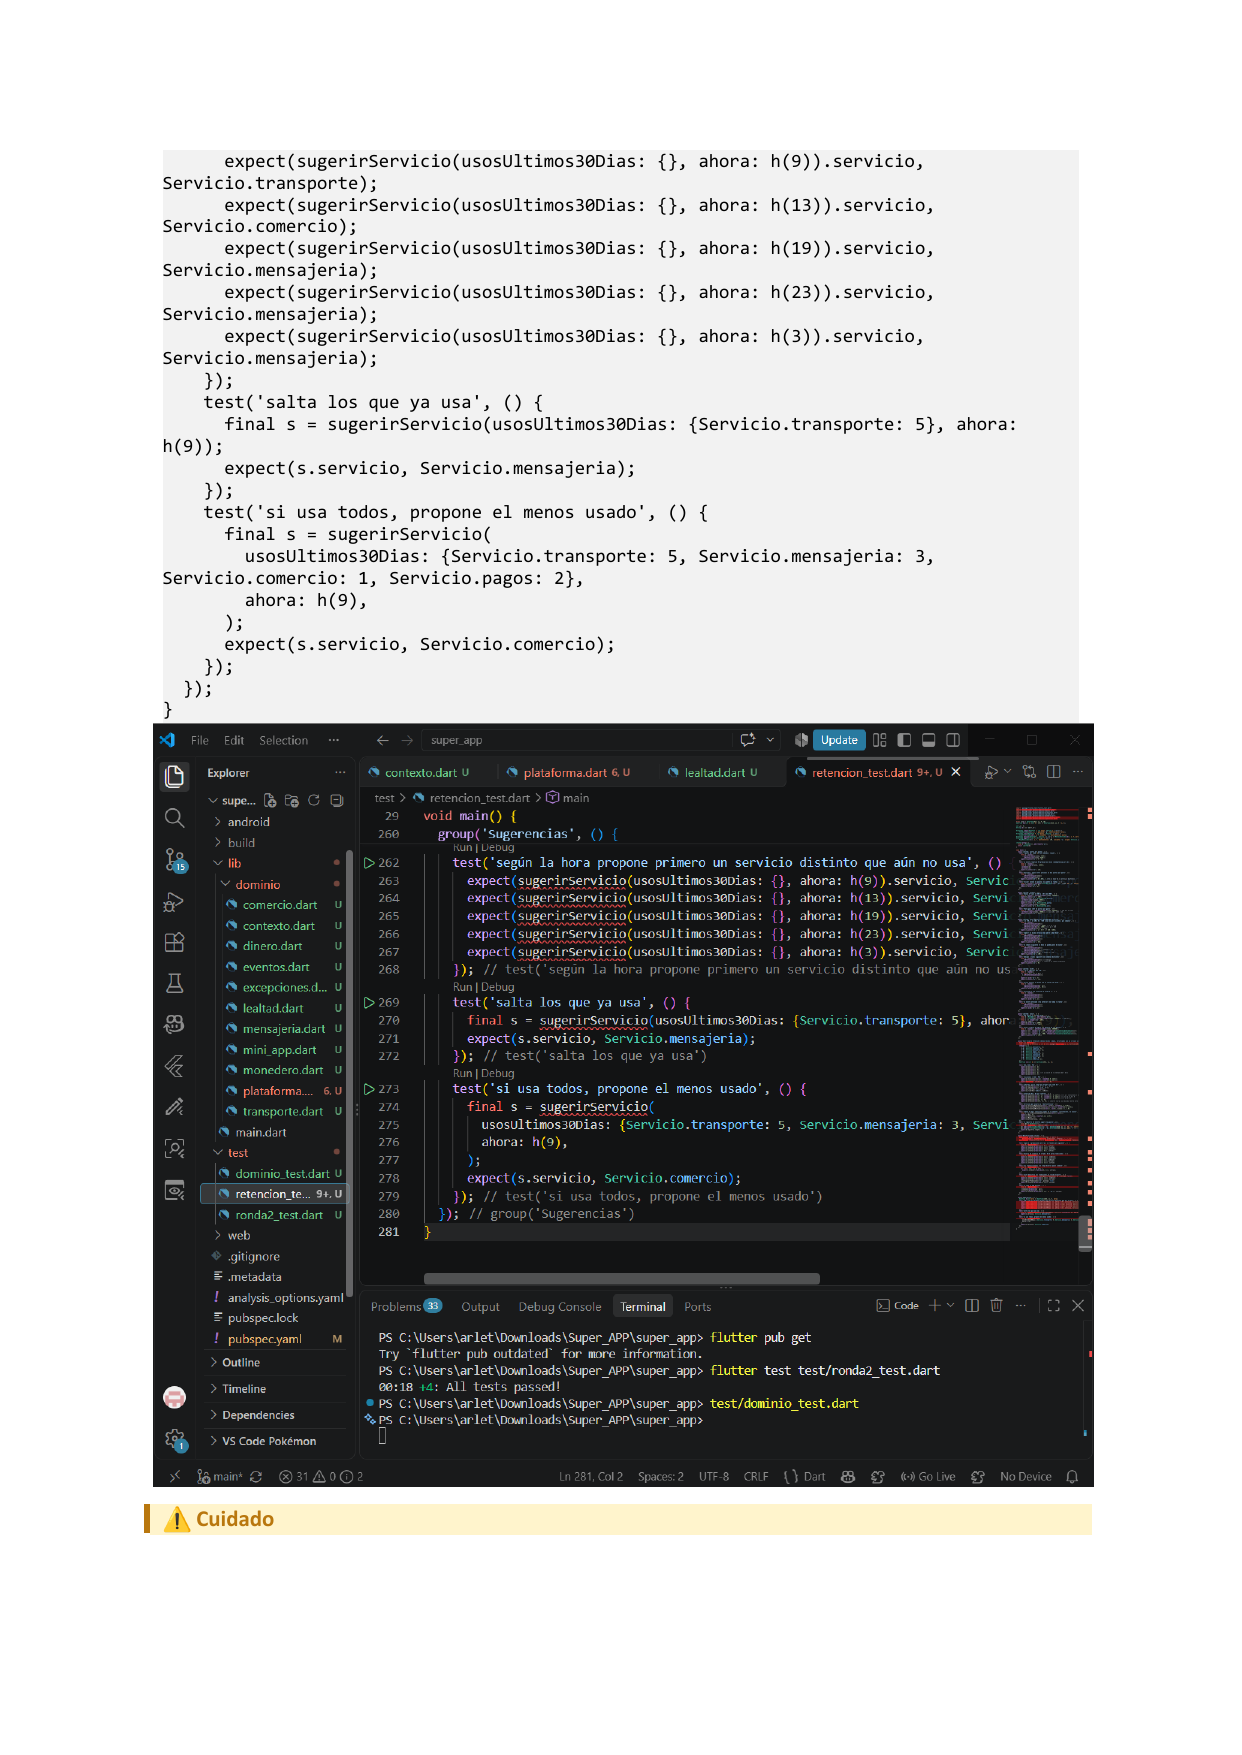 expect(sugerirServicio(usosUltimos30Dias: {}, ahora: h(9)).servicio,
Servicio.transporte);
expect(sugerirServicio(usosUltimos30Dias: {}, ahora: h(13)).servicio,
Servicio.comercio);
expect(sugerirServicio(usosUltimos30Dias: {}, ahora: h(19)).servicio,
Servicio.mensajeria);
expect(sugerirServicio(usosUltimos30Dias: {}, ahora: h(23)).servicio,
Servicio.mensajeria);
expect(sugerirServicio(usosUltimos30Dias: {}, ahora: h(3)).servicio,
Servicio.mensajeria);
});
test('salta los que ya usa', () {
final s = sugerirServicio(usosUltimos30Dias: {Servicio.transporte: 5}, ahora:
h(9));
expect(s.servicio, Servicio.mensajeria);
});
test('si usa todos, propone el menos usado', () {
final s = sugerirServicio(
usosUltimos30Dias: {Servicio.transporte: 5, Servicio.mensajeria: 3,
Servicio.comercio: 1, Servicio.pagos: 2},
ahora: h(9),
);
expect(s.servicio, Servicio.comercio);
});
});
}
File Edit Selection ··· super_app Update
Explorer ···
supe...
android
build
lib
dominio
comercio.dart U
contexto.dart U
dinero.dart U
eventos.dart U
excepciones.d... U
lealtad.dart U
mensajeria.dart U
mini_app.dart U
monedero.dart U
plataforma.... 6, U
transporte.dart U
main.dart
test
dominio_test.dart U
retencion_te... 9+, U
ronda2_test.dart U
web
.gitignore
.metadata
analysis_options.yaml
pubspec.lock
pubspec.yaml M
Outline
Timeline
Dependencies
VS Code Pokémon
15
1
contexto.dart U plataforma.dart 6, U lealtad.dart U retencion_test.dart 9+, U
test > retencion_test.dart > main
29 void main() {
260 group('Sugerencias', () {
Run | Debug
262 test('según la hora propone primero un servicio distinto que aún no usa', ()
263 expect(sugerirServicio(usosUltimos30Dias: {}, ahora: h(9)).servicio, Servic
264 expect(sugerirServicio(usosUltimos30Dias: {}, ahora: h(13)).servicio, Servi
265 expect(sugerirServicio(usosUltimos30Dias: {}, ahora: h(19)).servicio, Servi
266 expect(sugerirServicio(usosUltimos30Dias: {}, ahora: h(23)).servicio, Servi
267 expect(sugerirServicio(usosUltimos30Dias: {}, ahora: h(3)).servicio, Servic
268 }); // test('según la hora propone primero un servicio distinto que aún no us
Run | Debug
269 test('salta los que ya usa', () {
270 final s = sugerirServicio(usosUltimos30Dias: {Servicio.transporte: 5}, ahor
271 expect(s.servicio, Servicio.mensajeria);
272 }); // test('salta los que ya usa')
Run | Debug
273 test('si usa todos, propone el menos usado', () {
274 final s = sugerirServicio(
275 usosUltimos30Dias: {Servicio.transporte: 5, Servicio.mensajeria: 3, Servi
276 ahora: h(9),
277 );
278 expect(s.servicio, Servicio.comercio);
279 }); // test('si usa todos, propone el menos usado')
280 }); // group('Sugerencias')
281 }
Problems 33 Output Debug Console Terminal Ports Code
PS C:\Users\arlet\Downloads\Super_APP\super_app> flutter pub get
Try `flutter pub outdated` for more information.
PS C:\Users\arlet\Downloads\Super_APP\super_app> flutter test test/ronda2_test.dart
00:18 +4: All tests passed!
PS C:\Users\arlet\Downloads\Super_APP\super_app> test/dominio_test.dart
PS C:\Users\arlet\Downloads\Super_APP\super_app>
main* 31 0 2 Ln 281, Col 2 Spaces: 2 UTF-8 CRLF {} Dart Go Live No Device
⚠️ Cuidado